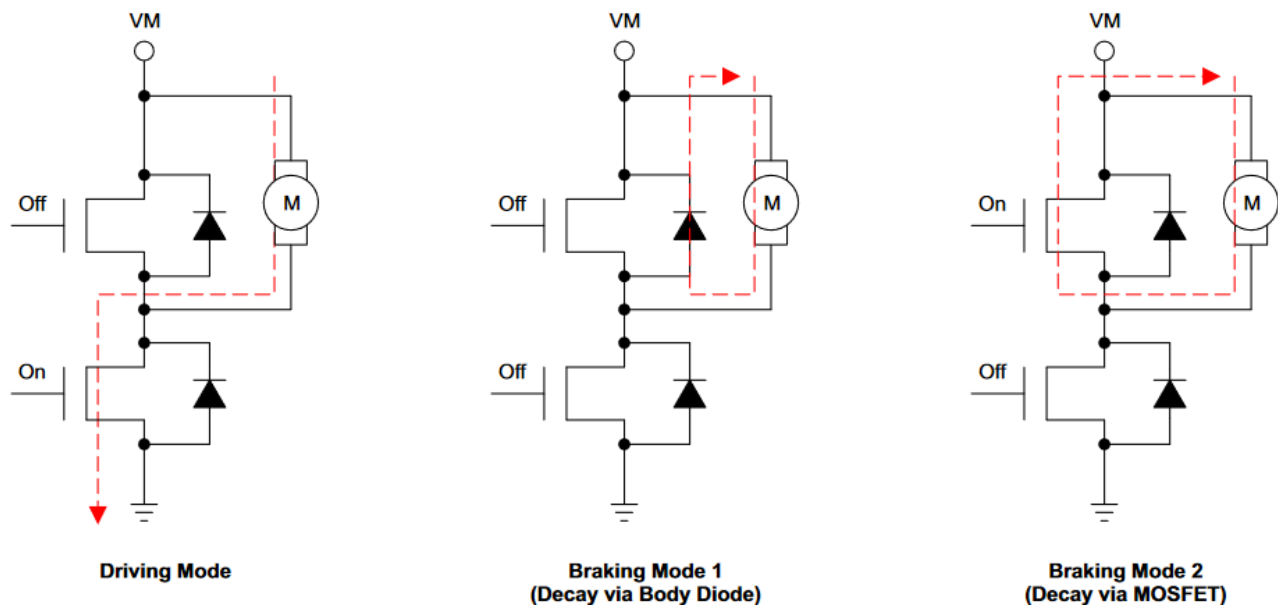 VM
Off
M
On
Driving Mode
VM
Off
M
Off
Braking Mode 1
(Decay via Body Diode)
VM
On
M
Off
Braking Mode 2
(Decay via MOSFET)